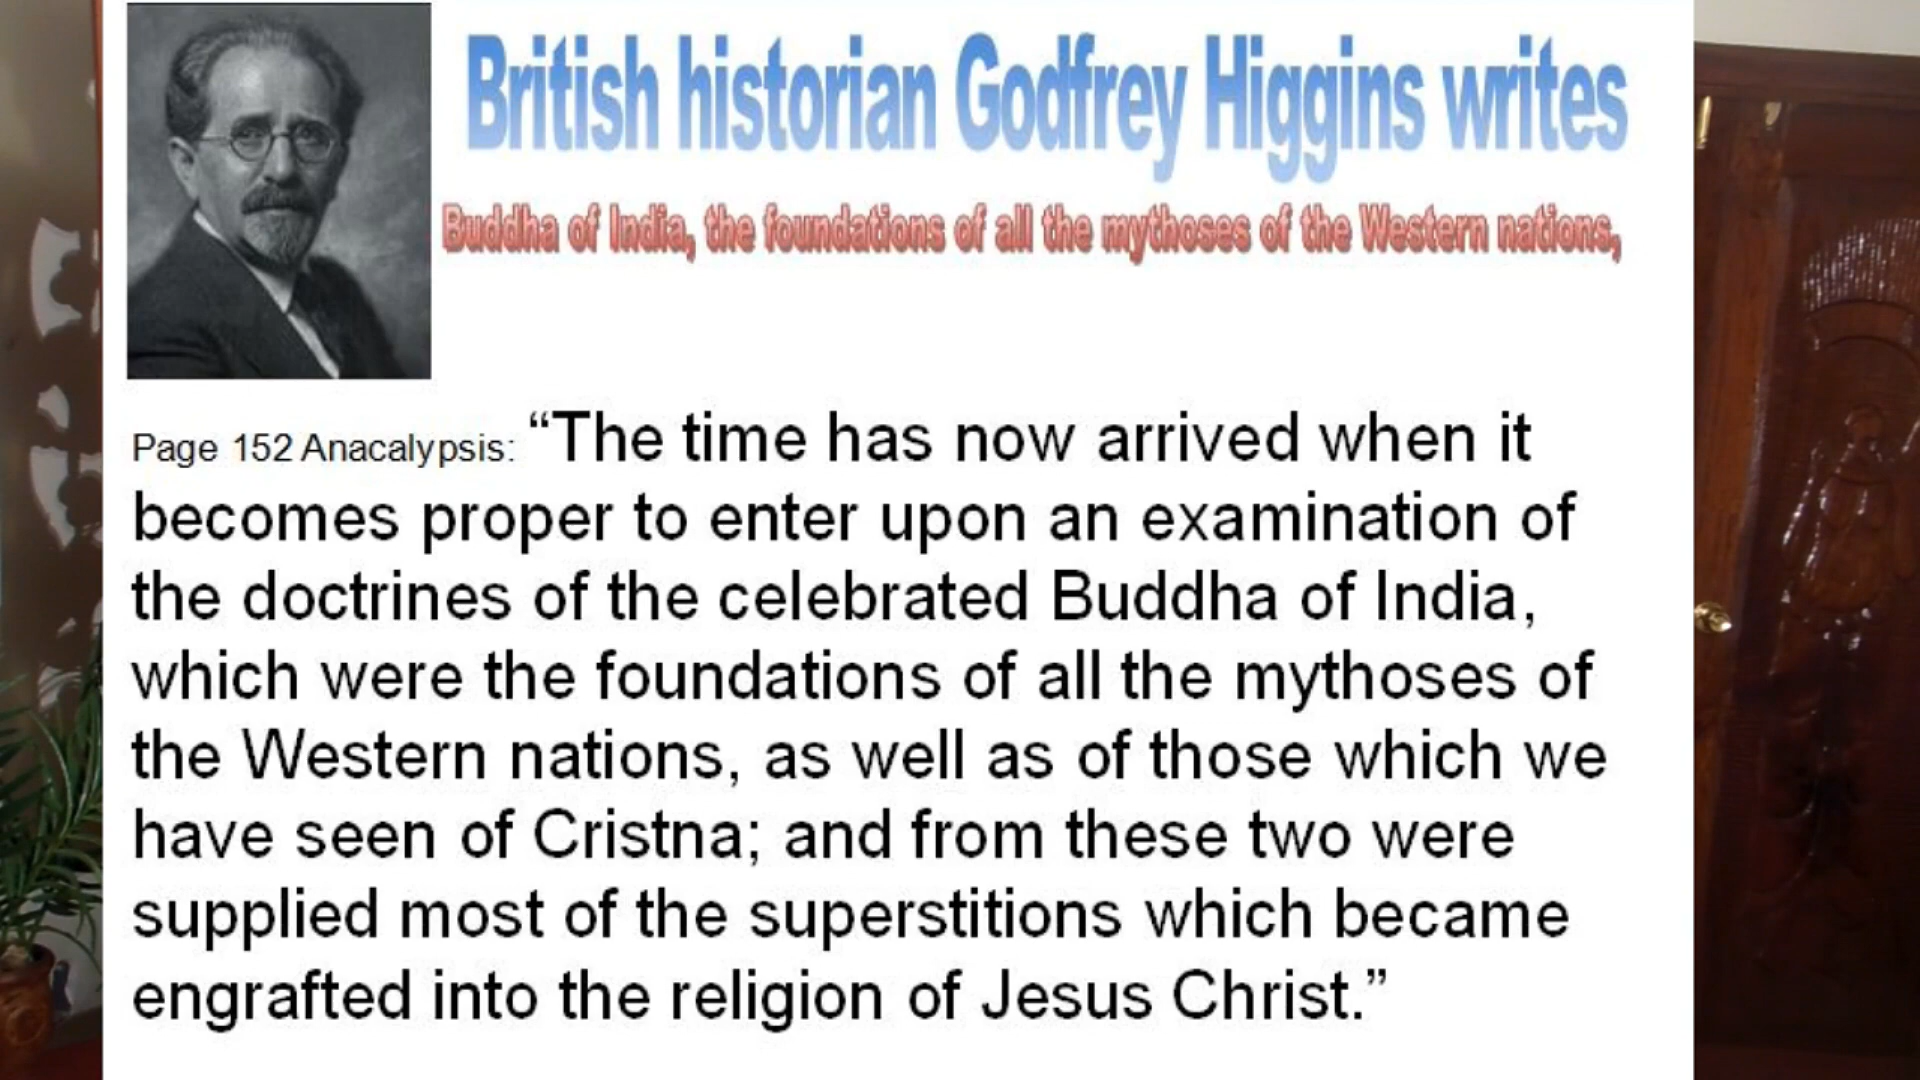 British historian Godfrey Higgins writes
Buddha of India, the foundations of all the mythoses of the Western nations,
Page 152 Anacalypsis: “The time has now arrived when it
becomes proper to enter upon an examination of
the doctrines of the celebrated Buddha of India,
which were the foundations of all the mythoses of
the Western nations, as well as of those which we
have seen of Cristna; and from these two were
supplied most of the superstitions which became
engrafted into the religion of Jesus Christ.”